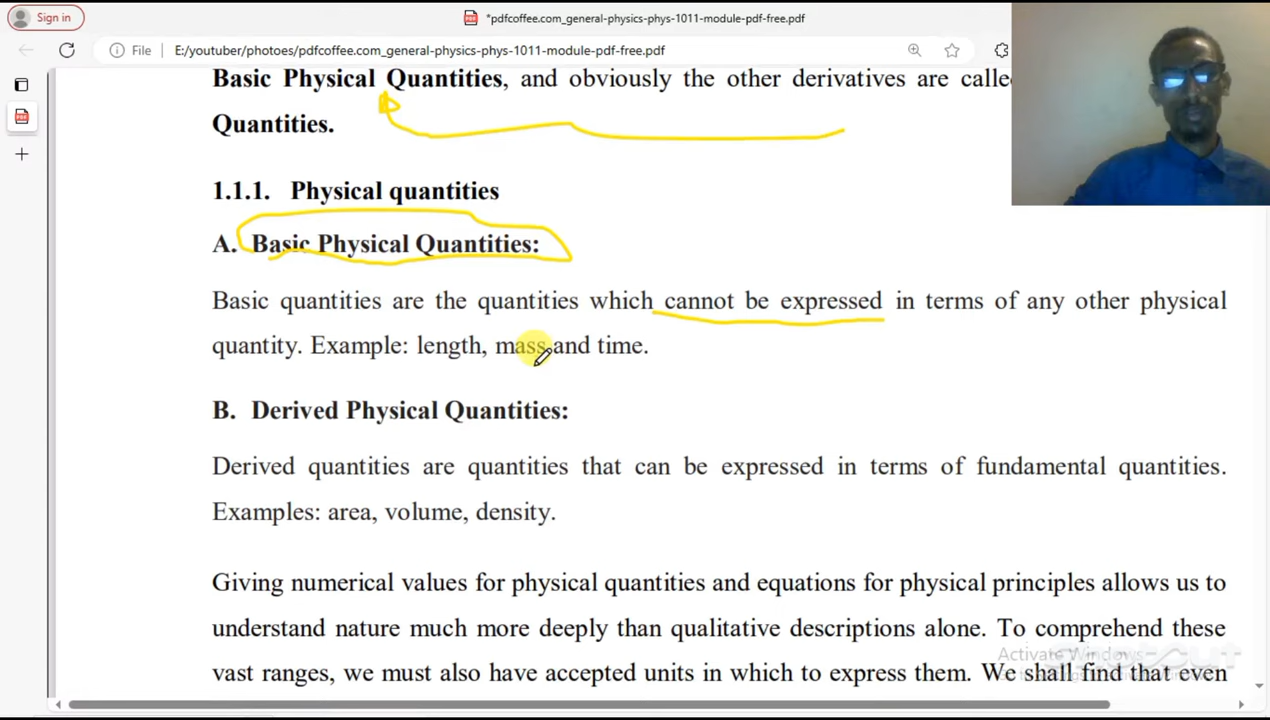 Sign in
*pdfcoffee.com_general-physics-phys-1011-module-pdf-free.pdf
File E:/youtuber/photoes/pdfcoffee.com_general-physics-phys-1011-module-pdf-free.pdf
Basic Physical Quantities, and obviously the other derivatives are
Quantities.
1.1.1. Physical quantities
A. Basic Physical Quantities:
Basic quantities are the quantities which cannot be expressed in terms of any other physical
quantity. Example: length, mass and time.
B. Derived Physical Quantities:
Derived quantities are quantities that can be expressed in terms of fundamental quantities.
Examples: area, volume, density.
Giving numerical values for physical quantities and equations for physical principles allows us to
understand nature much more deeply than qualitative descriptions alone. To comprehend these
Activate Windows
vast ranges, we must also have accepted units in which to express them. We shall find that even